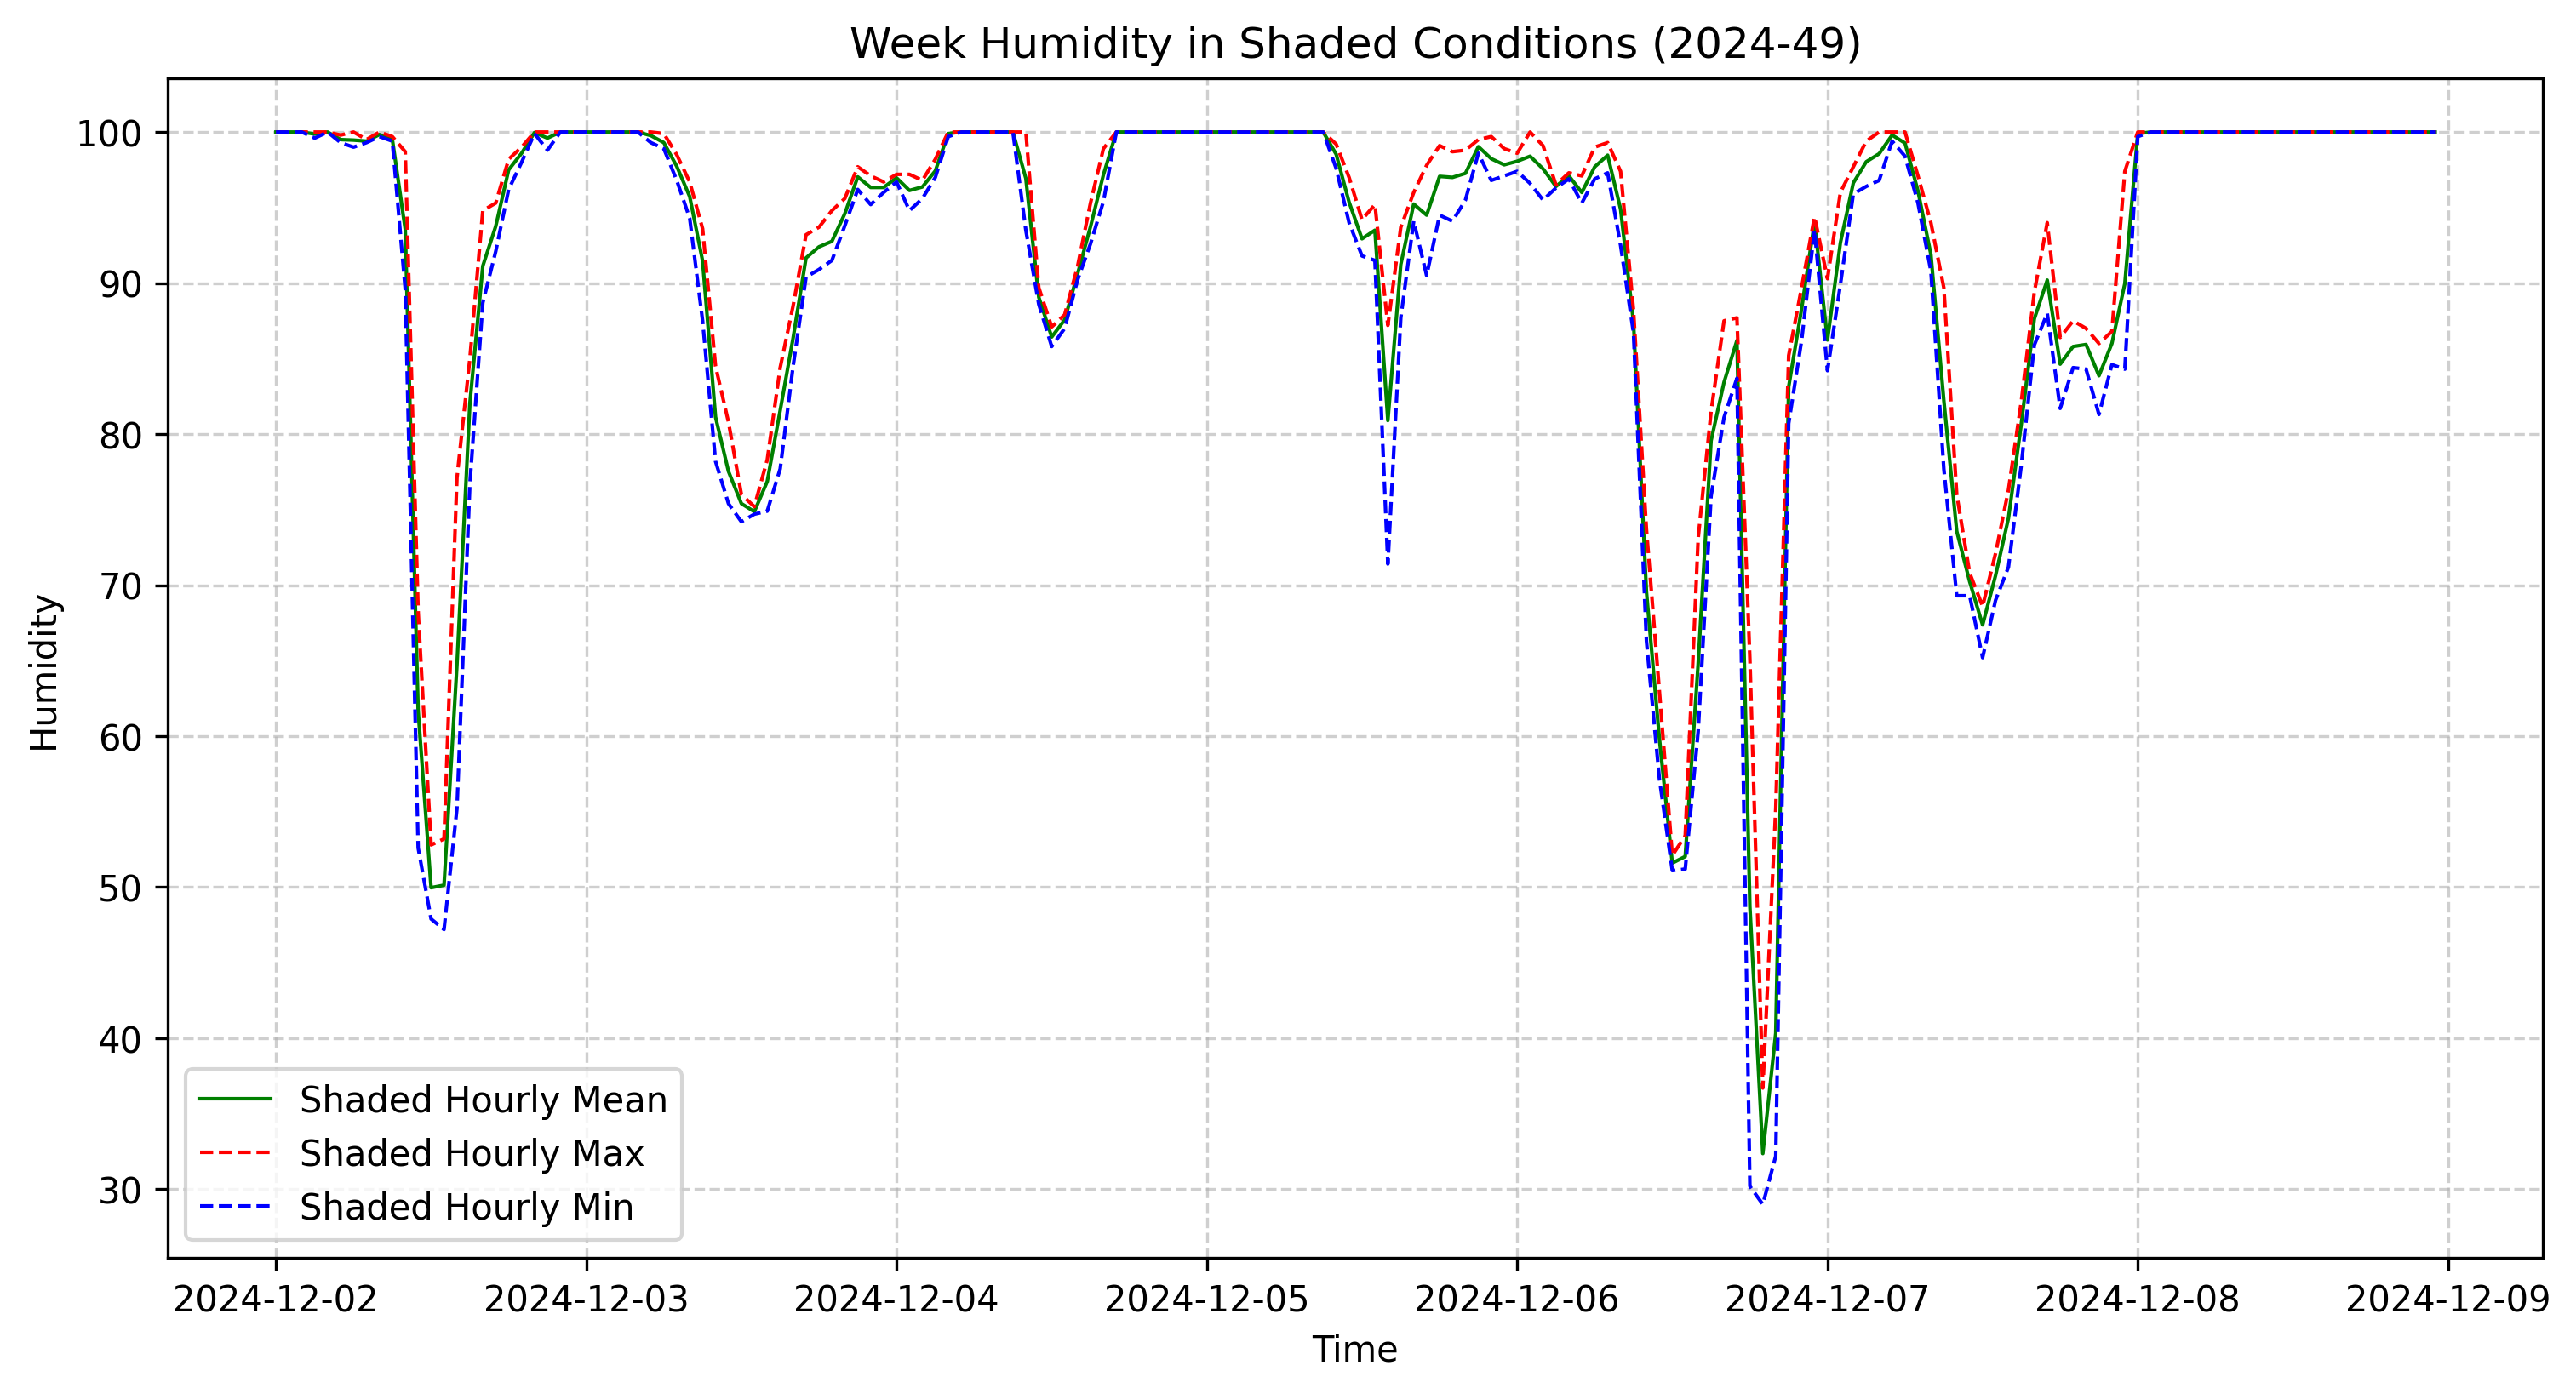 Week Humidity in Shaded Conditions (2024-49)
Humidity
100
90
80
70
60
50
40
30
Shaded Hourly Mean
Shaded Hourly Max
Shaded Hourly Min
2024-12-02 2024-12-03 2024-12-04 2024-12-05 2024-12-06 2024-12-07 2024-12-08 2024-12-09
Time